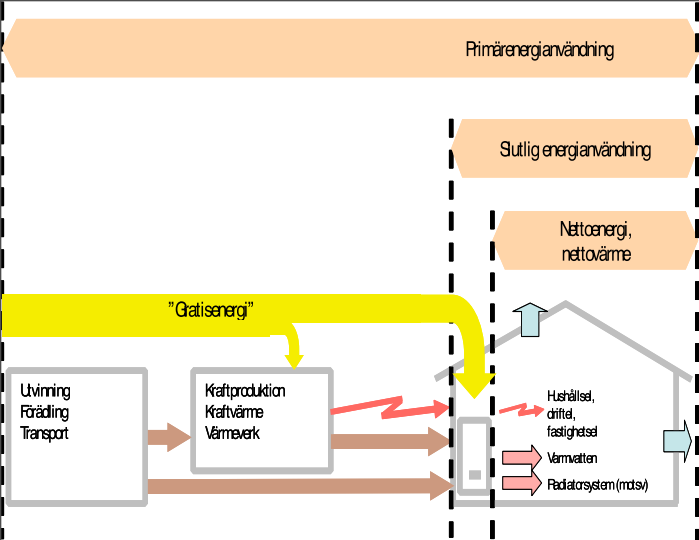 Primärenergianvändning
Slutlig energianvändning
Nettoenergi,
nettovärme
"Gratisenergi"
Utvinning
Förädling
Transport
Kraftproduktion
Kraftvärme
Värmeverk
Hushållsel,
driftel,
fastighetsel
Varmvatten
Radiatorsystem (motsv)